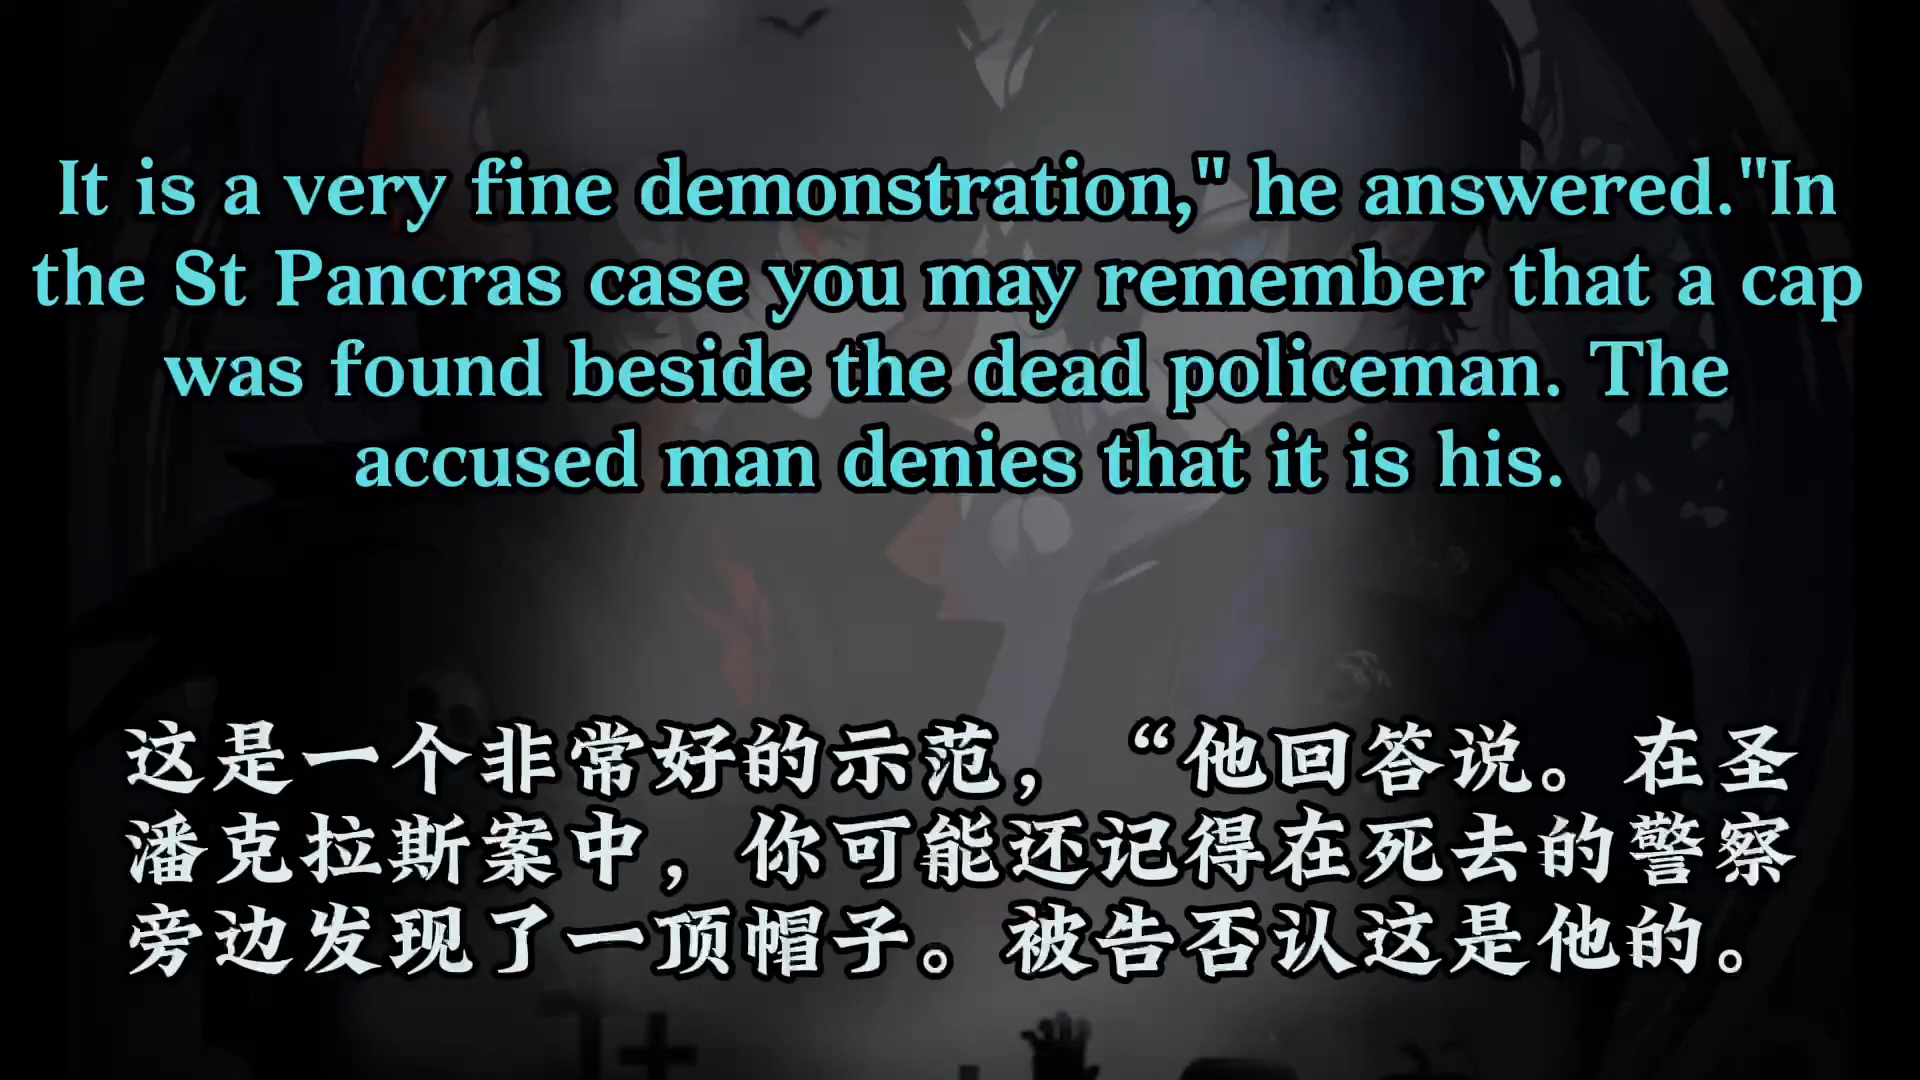 It is a very fine demonstration," he answered."In
the St Pancras case you may remember that a cap
was found beside the dead policeman. The
accused man denies that it is his.
这是一个非常好的示范，“他回答说。在圣
潘克拉斯案中，你可能还记得在死去的警察
旁边发现了一顶帽子。被告否认这是他的。